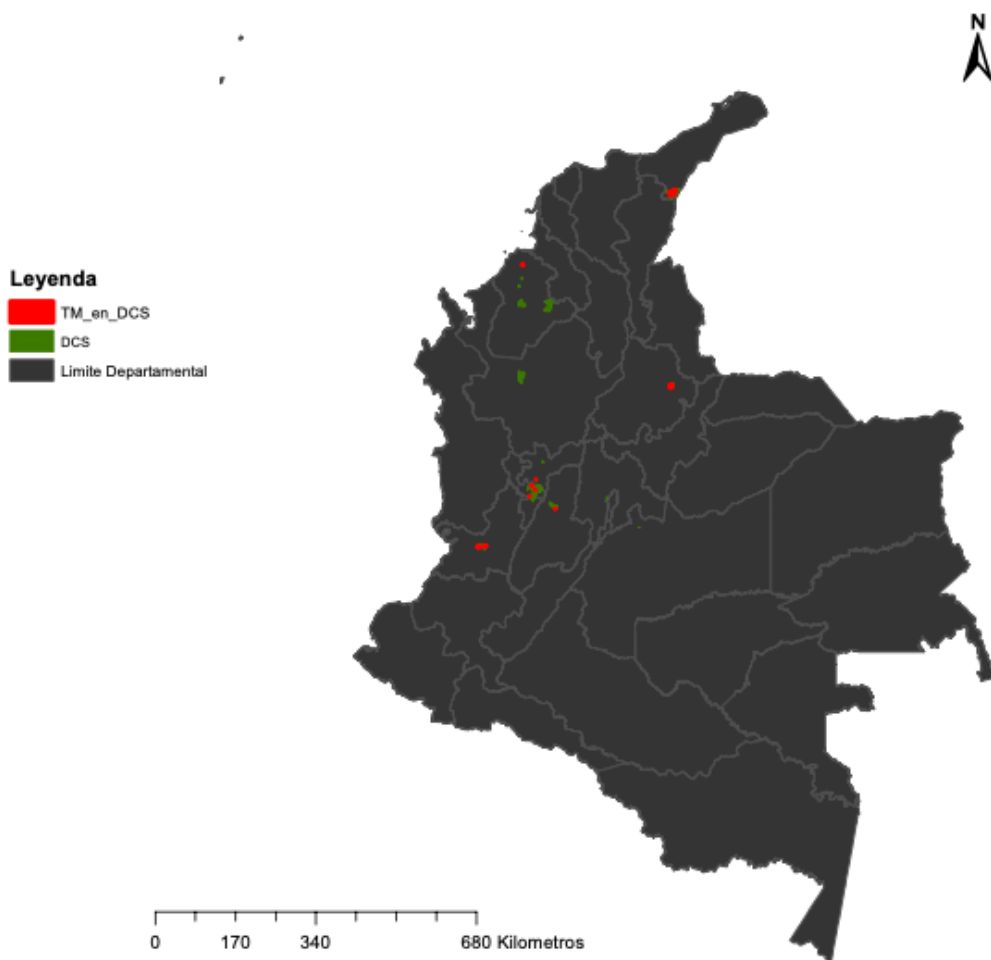 N
Leyenda
TM_en_DCS
DCS
Limite Departamental
0 170 340 680 Kilometros